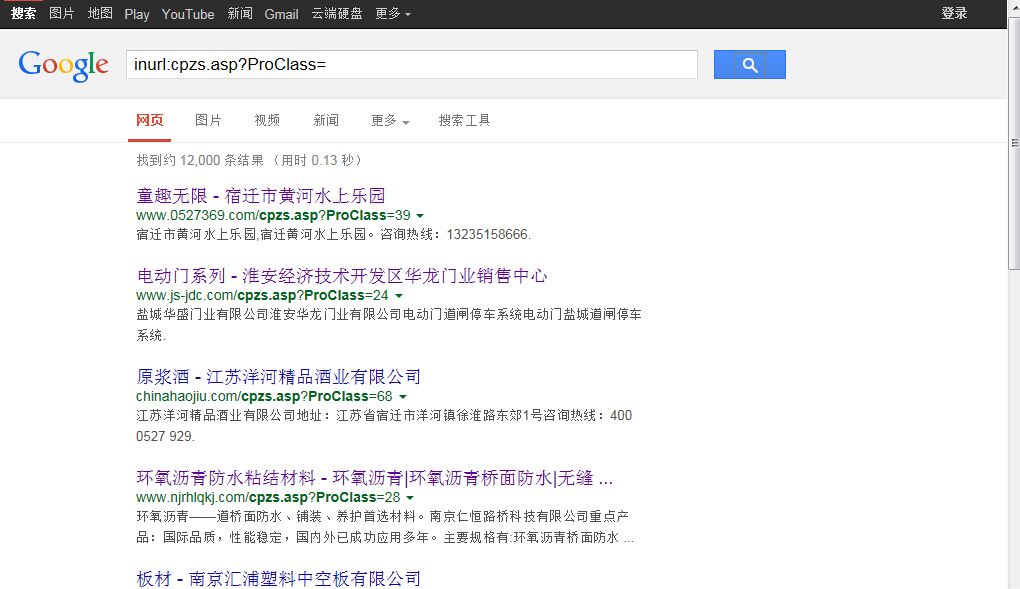 搜索 图片 地图 Play YouTube 新闻 Gmail 云端硬盘 更多 登录
Google inurl:cpzs.asp?ProClass=
网页 图片 视频 新闻 更多 搜索工具
找到约 12,000 条结果 （用时 0.13 秒）
童趣无限 - 宿迁市黄河水上乐园
www.0527369.com/cpzs.asp?ProClass=39
宿迁市黄河水上乐园,宿迁黄河水上乐园。咨询热线：13235158666.
电动门系列 - 淮安经济技术开发区华龙门业销售中心
www.js-jdc.com/cpzs.asp?ProClass=24
盐城华盛门业有限公司淮安华龙门业有限公司电动门道闸停车系统电动门盐城道闸停车
系统.
原浆酒 - 江苏洋河精品酒业有限公司
chinahaojiu.com/cpzs.asp?ProClass=68
江苏洋河精品酒业有限公司地址：江苏省宿迁市洋河镇徐淮路东郊1号咨询热线：400
0527 929.
环氧沥青防水粘结材料 - 环氧沥青|环氧沥青桥面防水|无缝 ...
www.njrhlqkj.com/cpzs.asp?ProClass=28
环氧沥青——道桥面防水、铺装、养护首选材料。南京仁恒路桥科技有限公司重点产
品：国际品质，性能稳定，国内外已成功应用多年。主要规格有:环氧沥青桥面防水 ...
板材 - 南京汇浦塑料中空板有限公司